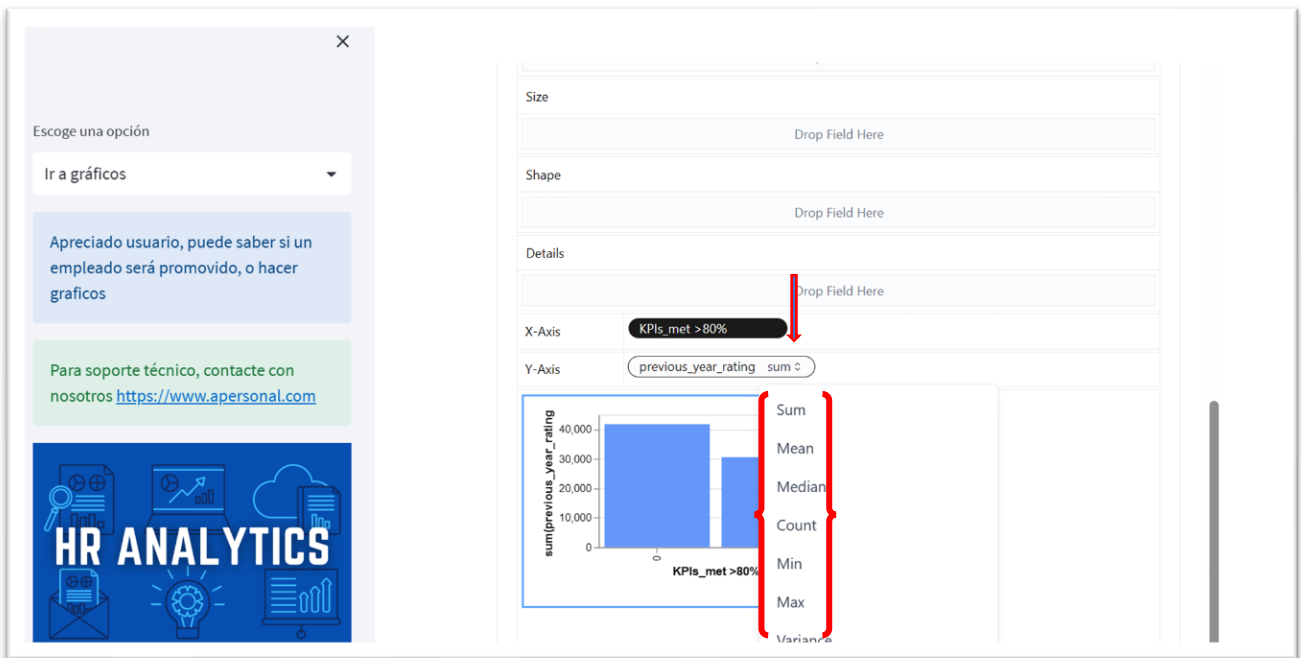 Escoge una opción
Ir a gráficos
Apreciado usuario, puede saber si un
empleado será promovido, o hacer
graficos
Para soporte técnico, contacte con
nosotros https://www.apersonal.com
HR ANALYTICS
Size
Drop Field Here
Shape
Drop Field Here
Details
Drop Field Here
X-Axis
KPIs_met >80%
Y-Axis
previous_year_rating sum
sum(previous_year_rating
40,000
30,000
20,000
10,000
0
0
KPIs_met >80%
Sum
Mean
Median
Count
Min
Max
Variance